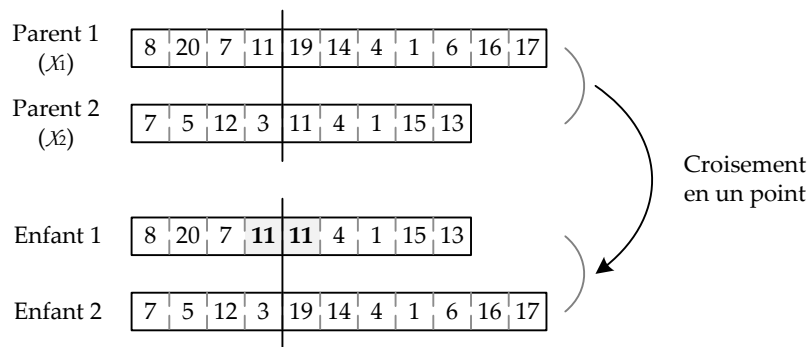 Parent 1
(χ1)
8 20 7 11 19 14 4 1 6 16 17
Parent 2
(χ2)
7 5 12 3 11 4 1 15 13
Croisement
en un point
Enfant 1
8 20 7 11 11 4 1 15 13
Enfant 2
7 5 12 3 19 14 4 1 6 16 17